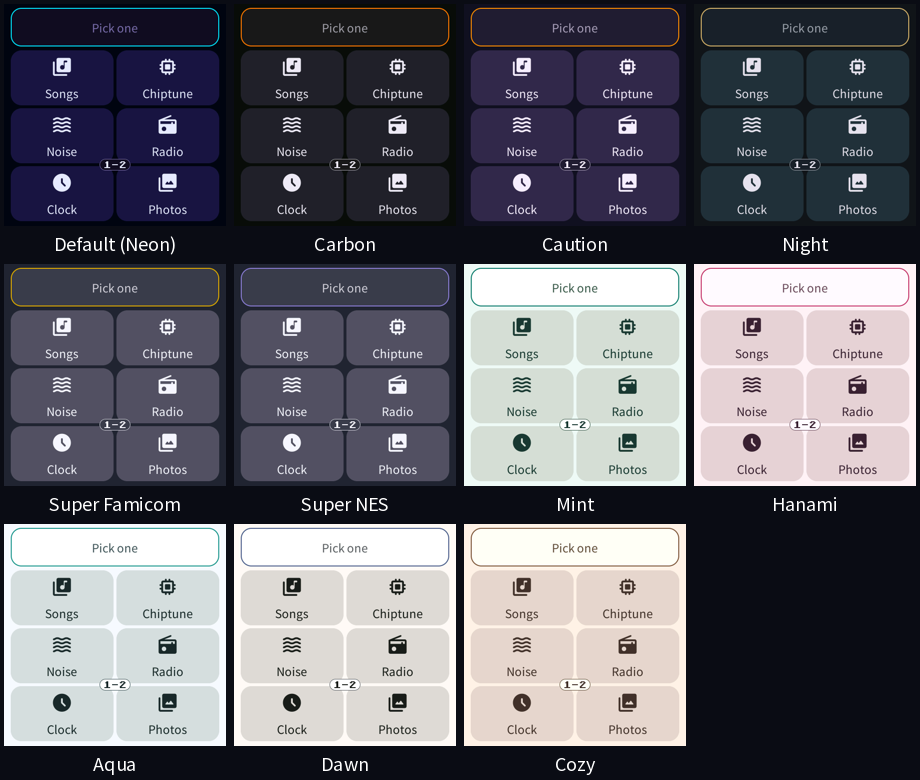 Pick one
Songs Chiptune
Noise Radio
1-2
Clock Photos
Default (Neon)
Pick one
Songs Chiptune
Noise Radio
1-2
Clock Photos
Carbon
Pick one
Songs Chiptune
Noise Radio
1-2
Clock Photos
Caution
Pick one
Songs Chiptune
Noise Radio
1-2
Clock Photos
Night
Pick one
Songs Chiptune
Noise Radio
1-2
Clock Photos
Super Famicom
Pick one
Songs Chiptune
Noise Radio
1-2
Clock Photos
Super NES
Pick one
Songs Chiptune
Noise Radio
1-2
Clock Photos
Mint
Pick one
Songs Chiptune
Noise Radio
1-2
Clock Photos
Hanami
Pick one
Songs Chiptune
Noise Radio
1-2
Clock Photos
Aqua
Pick one
Songs Chiptune
Noise Radio
1-2
Clock Photos
Dawn
Pick one
Songs Chiptune
Noise Radio
1-2
Clock Photos
Cozy